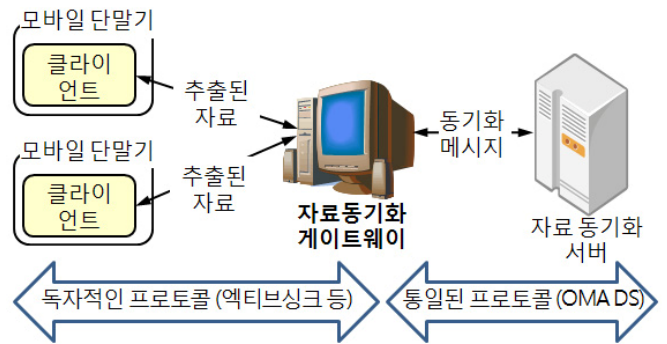 모바일 단말기
클라이
언트
추출된
자료
모바일 단말기
클라이
언트
추출된
자료
자료동기화
게이트웨이
동기화
메시지
자료 동기화
서버
독자적인 프로토콜 (엑티브싱크 등)
통일된 프로토콜 (OMA DS)